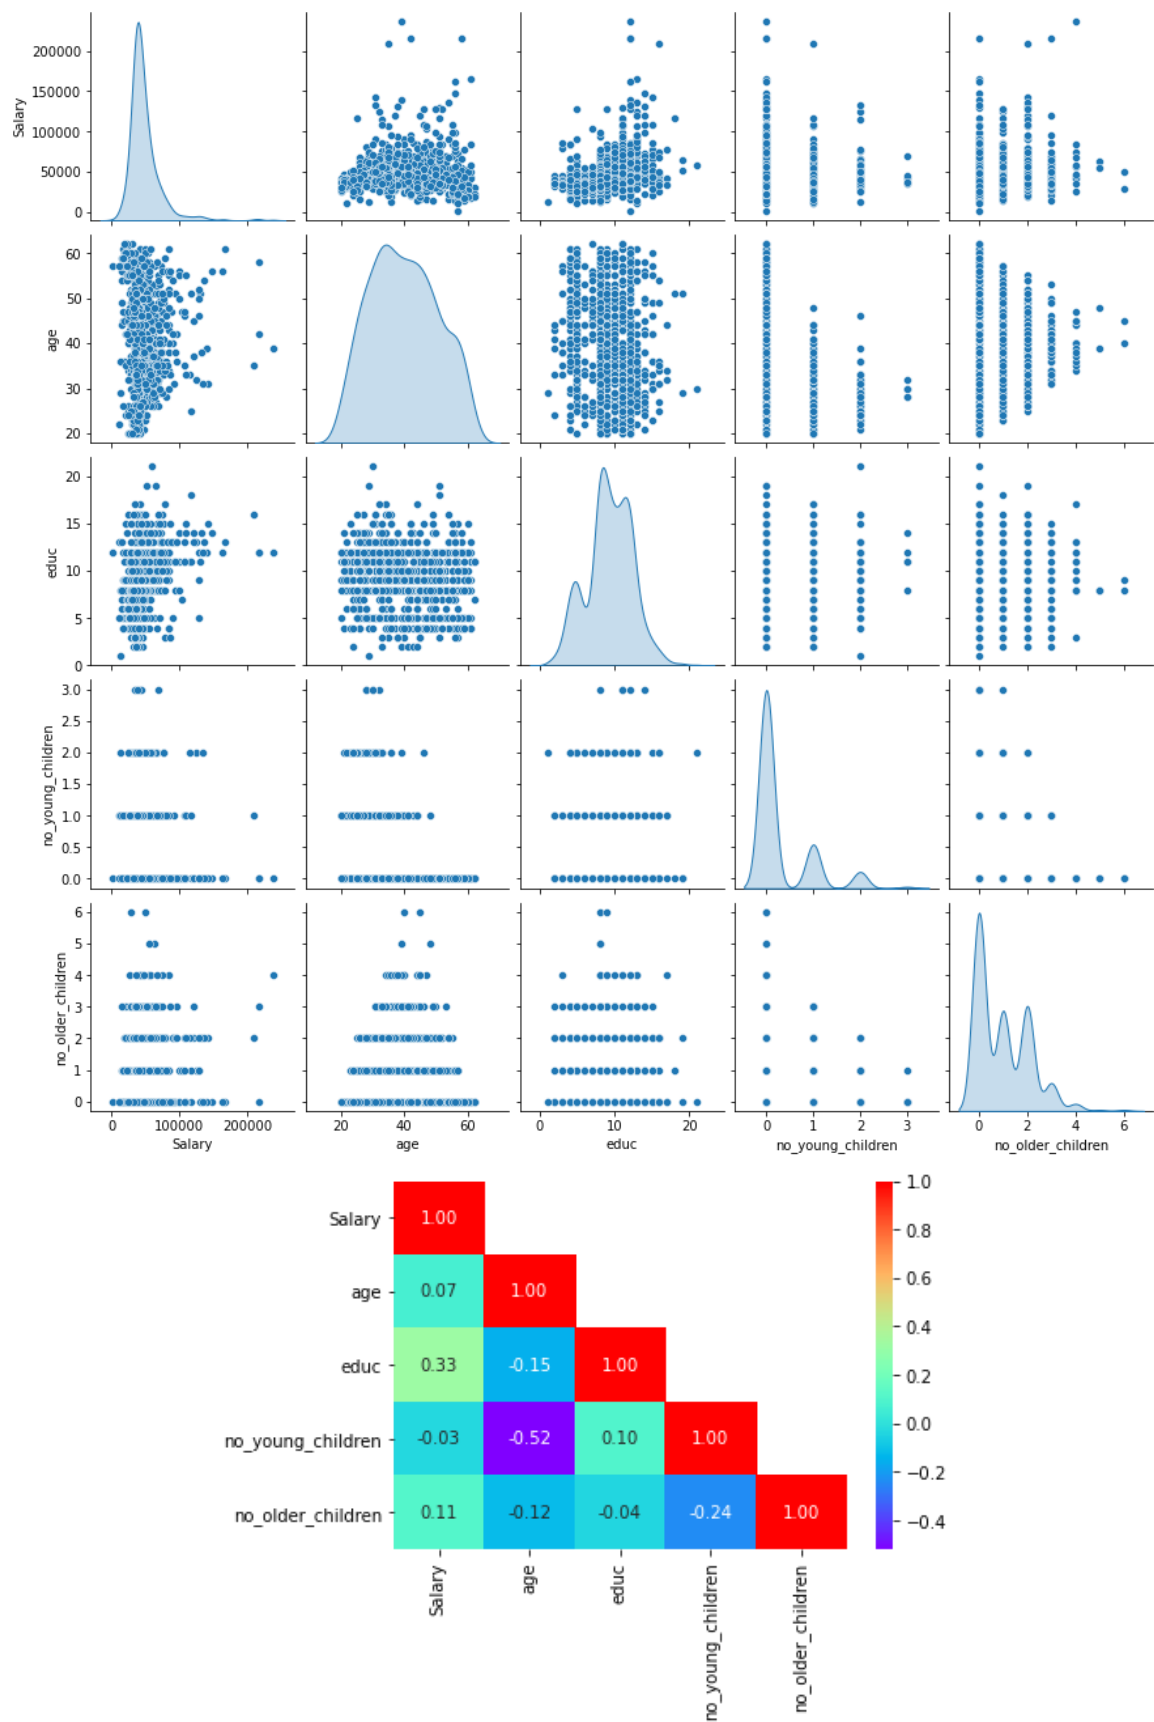 200000
150000
100000
50000
0
Salary
60
50
40
30
20
age
20
15
10
5
0
educ
3.0
2.5
2.0
1.5
1.0
0.5
0.0
no_young_children
6
5
4
3
2
1
0
no_older_children
0 100000 200000
Salary
20 40 60
age
0 10 20
educ
0 1 2 3
no_young_children
0 2 4 6
no_older_children
Salary 1.00
age 0.07 1.00
educ 0.33 -0.15 1.00
no_young_children -0.03 -0.52 0.10 1.00
no_older_children 0.11 -0.12 -0.04 -0.24 1.00
Salary
age
educ
no_young_children
no_older_children
1.0
0.8
0.6
0.4
0.2
0.0
−0.2
−0.4